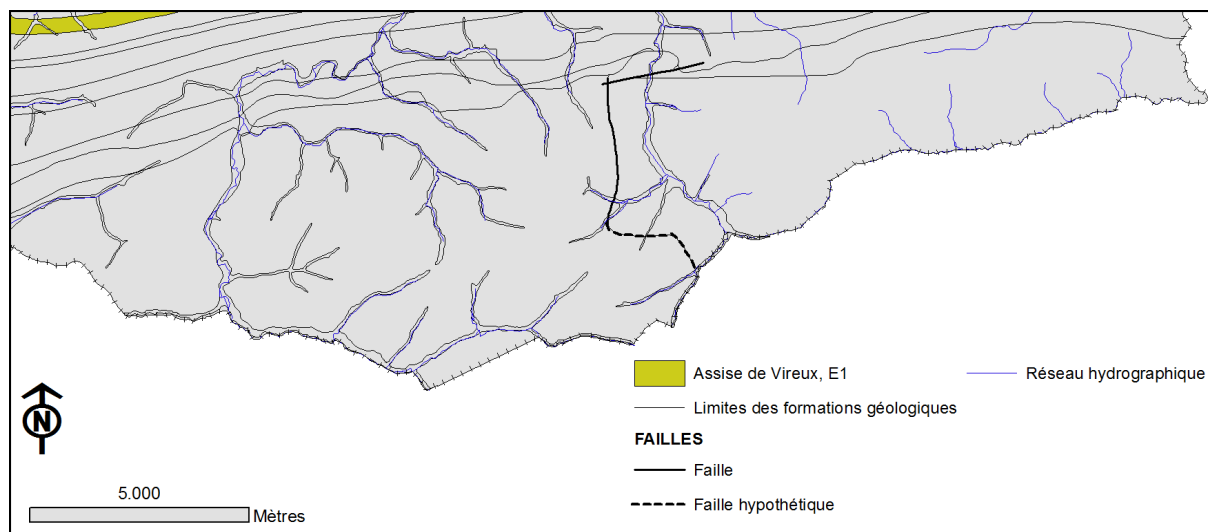 Assise de Vireux, E1
Réseau hydrographique
Limites des formations géologiques
FAILLES
Faille
Faille hypothétique
N
5.000
Mètres